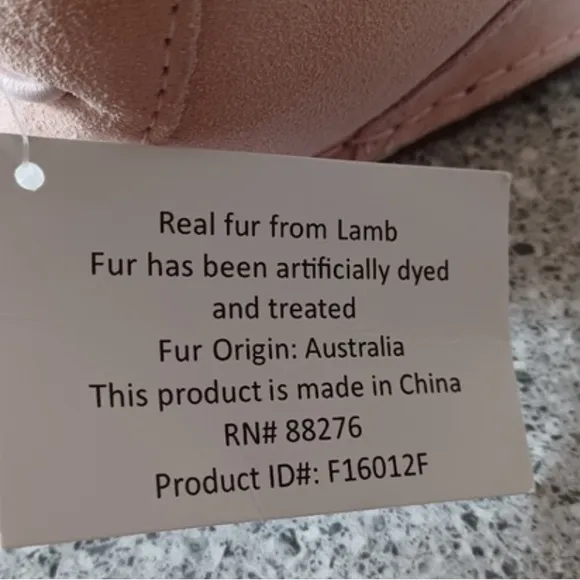 Real fur from Lamb
Fur has been artificially dyed
and treated
Fur Origin: Australia
This product is made in China
RN# 88276
Product ID#: F16012F